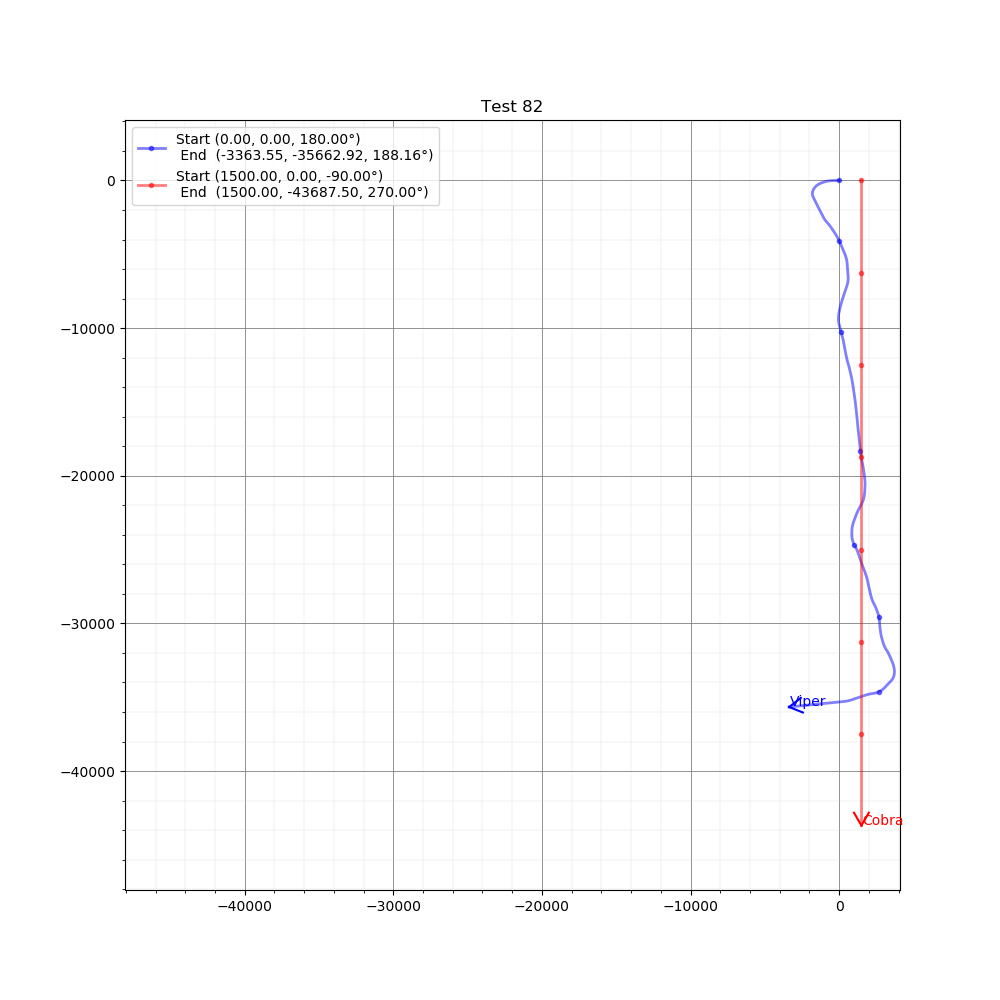 Test 82
Start (0.00, 0.00, 180.00°)
End (-3363.55, -35662.92, 188.16°)
Start (1500.00, 0.00, -90.00°)
End (1500.00, -43687.50, 270.00°)
0
−10000
−20000
−30000
−40000
Viper
Cobra
−40000
−30000
−20000
−10000
0